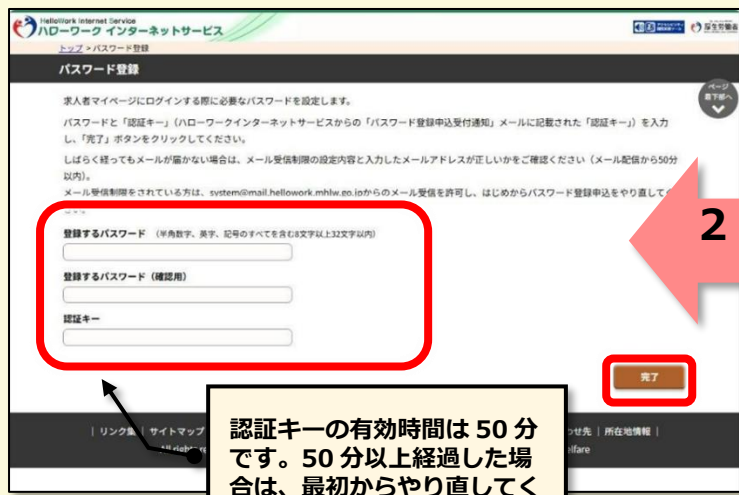 HelloWork Internet Service
ハローワーク インターネットサービス
厚生労働省
トップ > パスワード登録
パスワード登録
ページ
最下部へ
求人者マイページにログインする際に必要なパスワードを設定します。
パスワードと「認証キー」（ハローワークインターネットサービスからの「パスワード登録申込受付通知」メールに記載された「認証キー」）を入力
し、「完了」ボタンをクリックしてください。
しばらく経ってもメールが届かない場合は、メール受信制限の設定内容と入力したメールアドレスが正しいかをご確認ください（メール配信から50分
以内）。
メール受信制限をされている方は、system@mail.hellowork.mhlw.go.jpからのメール受信を許可し、はじめからパスワード登録申込をやり直してく
2
登録するパスワード （半角数字、英字、記号のすべてを含む8文字以上32文字以内）
登録するパスワード（確認用）
認証キー
完了
| リンク集 | サイトマップ
わせ先 | 所在地情報 |
All rights re
elfare
認証キーの有効時間は 50 分
です。50 分以上経過した場
合は、最初からやり直してく